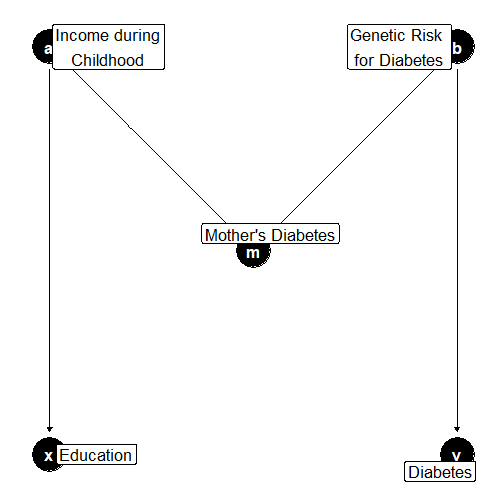 a Income during
Childhood
Genetic Risk b
for Diabetes
Mother's Diabetes
m
x Education
y
Diabetes